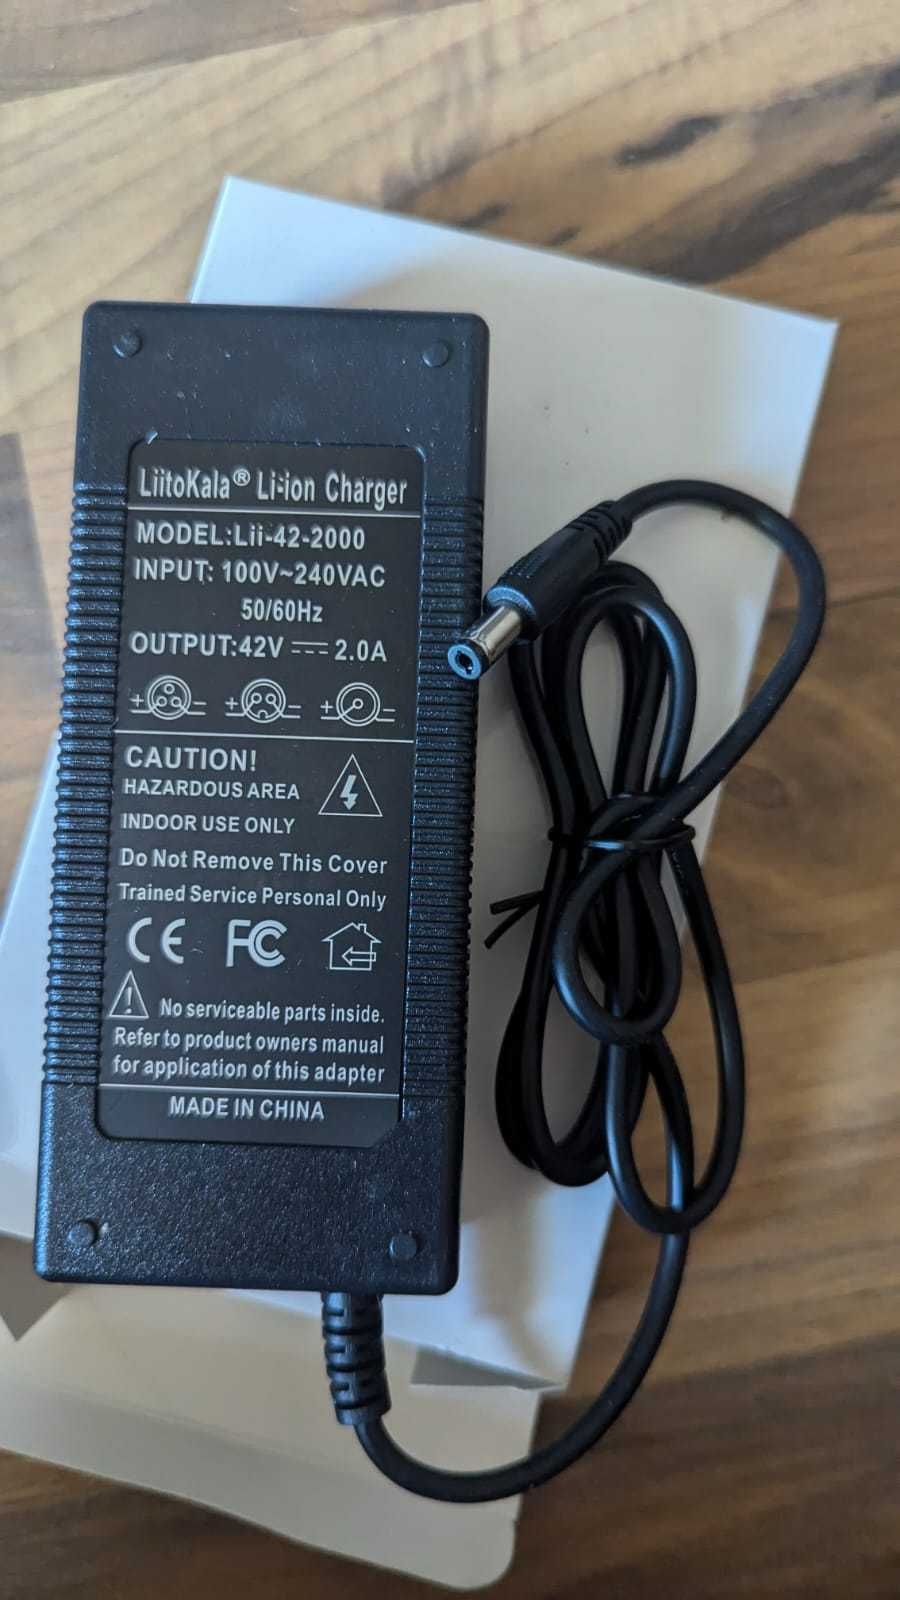 LiitoKala® Li-ion Charger
MODEL:Lii-42-2000
INPUT: 100V~240VAC
50/60Hz
OUTPUT:42V ⎓ 2.0A
+ − + − + −
CAUTION!
HAZARDOUS AREA
INDOOR USE ONLY
Do Not Remove This Cover
Trained Service Personal Only
CE FC
No serviceable parts inside.
Refer to product owners manual
for application of this adapter
MADE IN CHINA